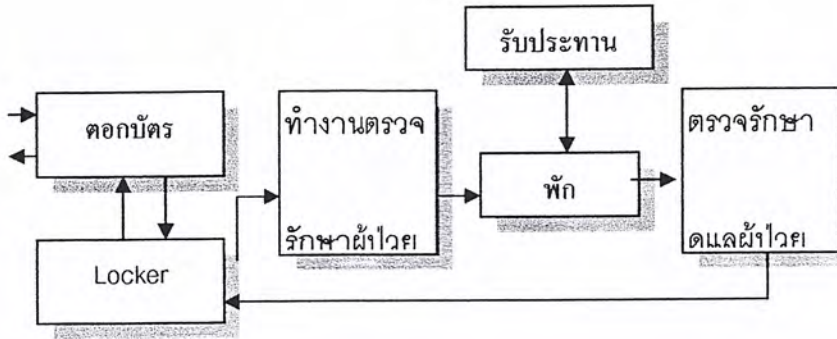 รับประทาน
ตอกบัตร
ทำงานตรวจ
รักษาผู้ป่วย
พัก
ตรวจรักษา
ดูแลผู้ป่วย
Locker